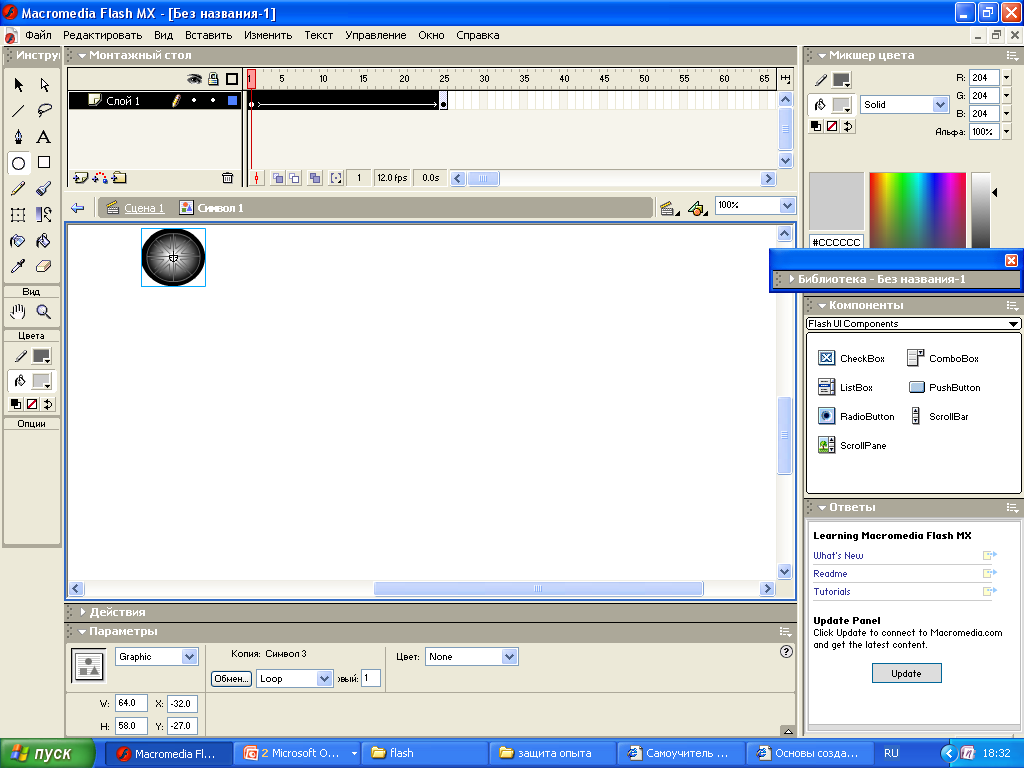 Macromedia Flash MX - [Без названия-1]
Файл Редактировать Вид Вставить Изменить Текст Управление Окно Справка
Инстру
Вид
Цвета
Опции
Монтажный стол
1 5 10 15 20 25 30 35 40 45 50 55 60 65
Слой 1
1 12.0 fps 0.0s
Сцена 1 Символ 1 100%
Действия
Параметры
Graphic Копия: Символ 3 Цвет: None
Обмен... Loop рвый: 1
W: 64.0 X: -32.0
H: 58.0 Y: -27.0
Микшер цвета
R: 204
Solid G: 204
B: 204
Альфа: 100%
#CCCCCC
Библиотека - Без названия-1
Компоненты
Flash UI Components
CheckBox ComboBox
ListBox PushButton
RadioButton ScrollBar
ScrollPane
Ответы
Learning Macromedia Flash MX
What's New
Readme
Tutorials
Update Panel
Click Update to connect to Macromedia.com
and get the latest content.
Update
пуск Macromedia Fl... 2 Microsoft O... flash защита опыта Самоучитель ... Основы созда... RU 18:32